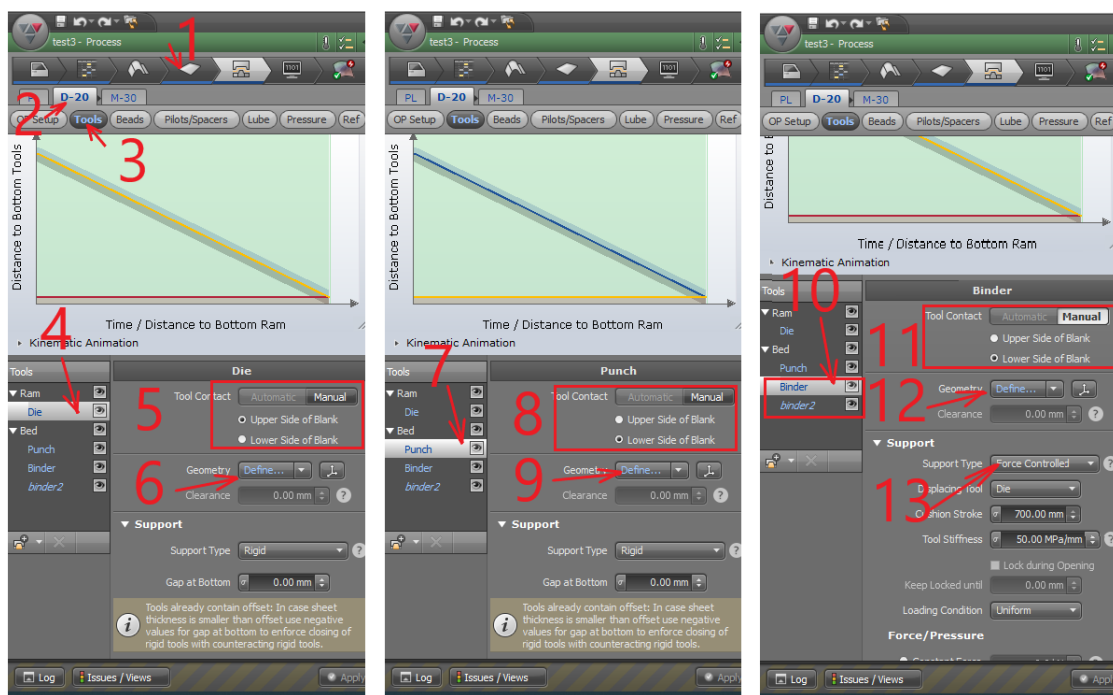 test3 - Process
1
PL
D-20
M-30
2
OP Setup
Tools
Beads
Pilots/Spacers
Lube
Pressure
Ref
3
Distance to Bottom Tools
Time / Distance to Bottom Ram
Kinematic Animation
4
Tools
Ram
Die
Bed
Punch
Binder
binder2
Die
5
Tool Contact
Automatic
Manual
Upper Side of Blank
Lower Side of Blank
6
Geometry
Define...
Clearance
0.00 mm
?
Support
Support Type
Rigid
?
Gap at Bottom
σ
0.00 mm
i
Tools already contain offset: In case sheet
thickness is smaller than offset use negative
values for gap at bottom to enforce closing of
rigid tools with counteracting rigid tools.
Log
Issues / Views
Apply
test3 - Process
1101
PL
D-20
M-30
OP Setup
Tools
Beads
Pilots/Spacers
Lube
Pressure
Ref
Distance to Bottom Tools
Time / Distance to Bottom Ram
Kinematic Animation
7
Tools
Ram
Die
Bed
Punch
Binder
binder2
Punch
8
Tool Contact
Automatic
Manual
Upper Side of Blank
Lower Side of Blank
9
Geometry
Define...
Clearance
0.00 mm
?
Support
Support Type
Rigid
?
Gap at Bottom
σ
0.00 mm
i
Tools already contain offset: In case sheet
thickness is smaller than offset use negative
values for gap at bottom to enforce closing of
rigid tools with counteracting rigid tools.
Log
Issues / Views
Apply
test3 - Process
1101
PL
D-20
M-30
OP Setup
Tools
Beads
Pilots/Spacers
Lube
Pressure
Ref
Distance to B
Time / Distance to Bottom Ram
Kinematic Animation
10
Tools
Ram
Die
Bed
Punch
Binder
binder2
Binder
11
Tool Contact
Automatic
Manual
Upper Side of Blank
Lower Side of Blank
12
Geometry
Define...
Clearance
0.00 mm
?
Support
Support Type
Force Controlled
?
13
Displacing Tool
Die
Cushion Stroke
σ
700.00 mm
Tool Stiffness
σ
50.00 MPa/mm
?
Lock during Opening
Keep Locked until
0.00 mm
Loading Condition
Uniform
Force/Pressure
Constant Force
Log
Issues / Views
Apply